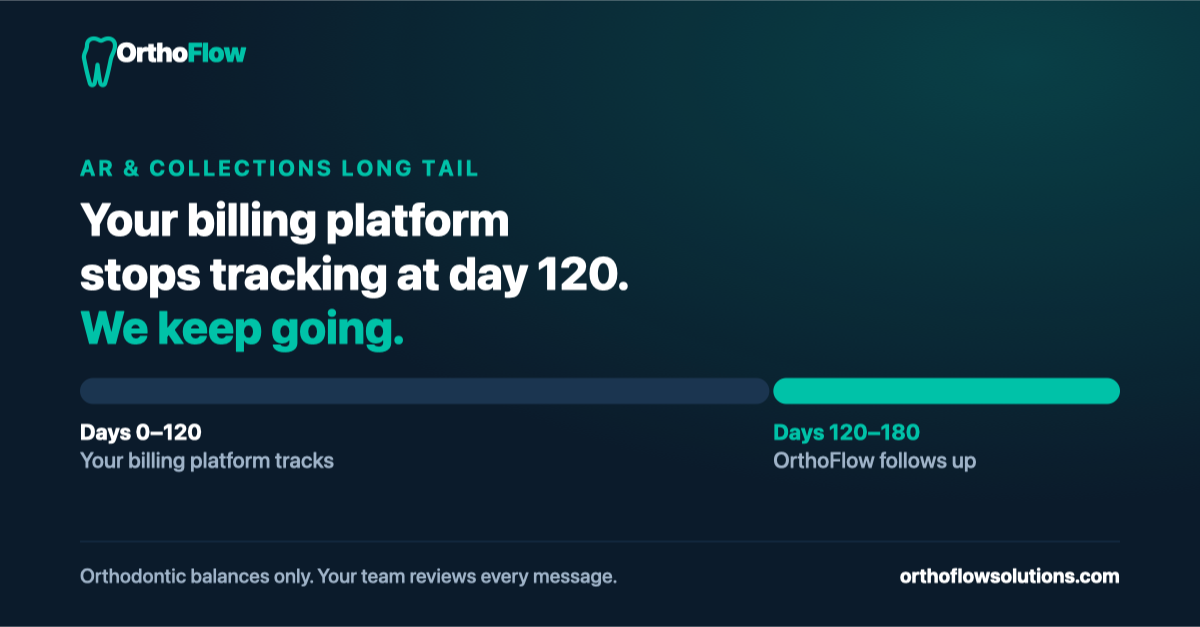 OrthoFlow
AR & COLLECTIONS LONG TAIL
Your billing platform
stops tracking at day 120.
We keep going.
Days 0–120
Your billing platform tracks
Days 120–180
OrthoFlow follows up
Orthodontic balances only. Your team reviews every message.
orthoflowsolutions.com